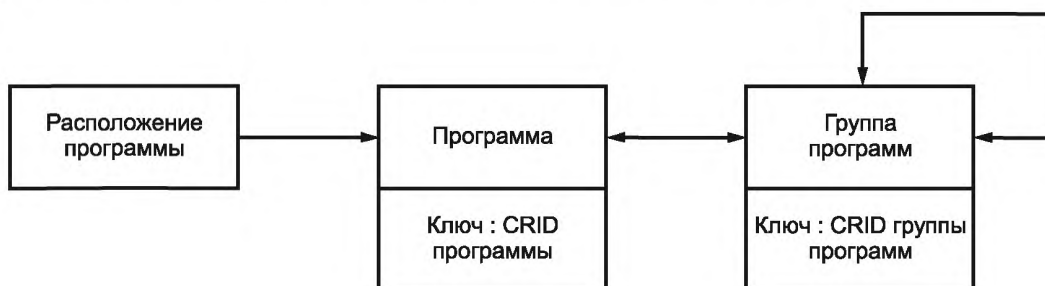 Расположение
программы
Программа
Группа
программ
Ключ : CRID
программы
Ключ : CRID группы
программ